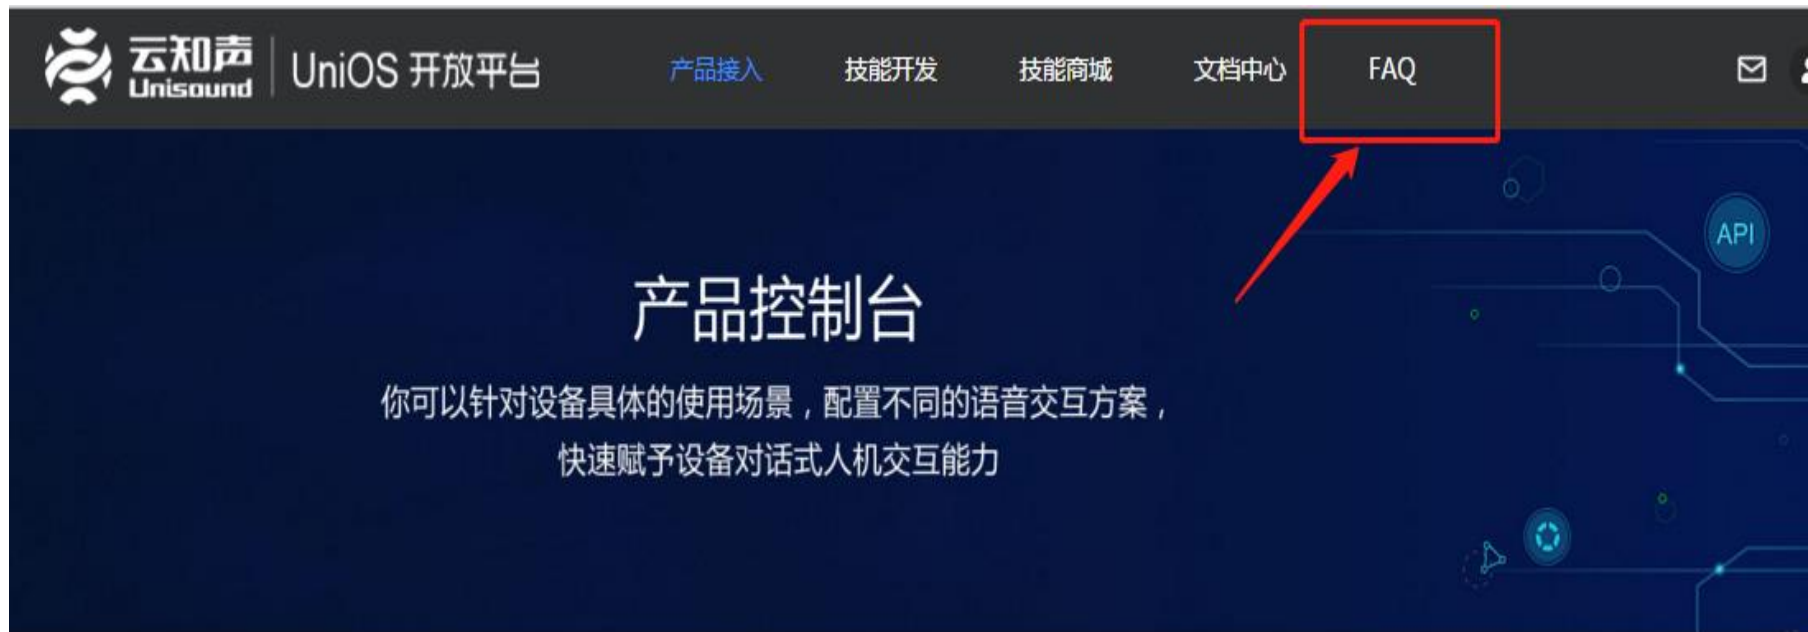 云知声
Unisound
UniOS 开放平台
产品接入 技能开发 技能商城 文档中心 FAQ
API
产品控制台
你可以针对设备具体的使用场景，配置不同的语音交互方案，
快速赋予设备对话式人机交互能力